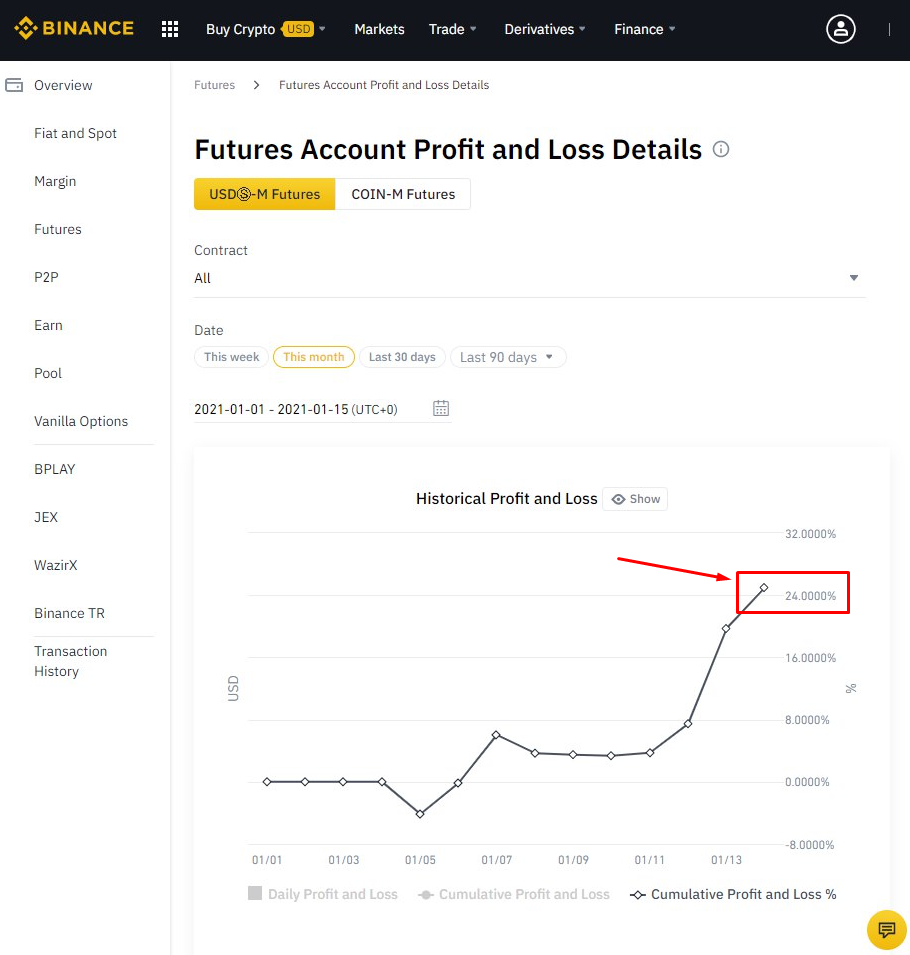 BINANCE
Buy Crypto USD Markets Trade Derivatives Finance
Overview
Fiat and Spot
Margin
Futures
P2P
Earn
Pool
Vanilla Options
BPLAY
JEX
WazirX
Binance TR
Transaction
History
Futures > Futures Account Profit and Loss Details
Futures Account Profit and Loss Details
USDⓈ-M Futures COIN-M Futures
Contract
All
Date
This week This month Last 30 days Last 90 days
2021-01-01 - 2021-01-15 (UTC+0)
Historical Profit and Loss Show
32.0000%
24.0000%
16.0000%
8.0000%
0.0000%
-8.0000%
USD
%
01/01 01/03 01/05 01/07 01/09 01/11 01/13
Daily Profit and Loss Cumulative Profit and Loss Cumulative Profit and Loss %